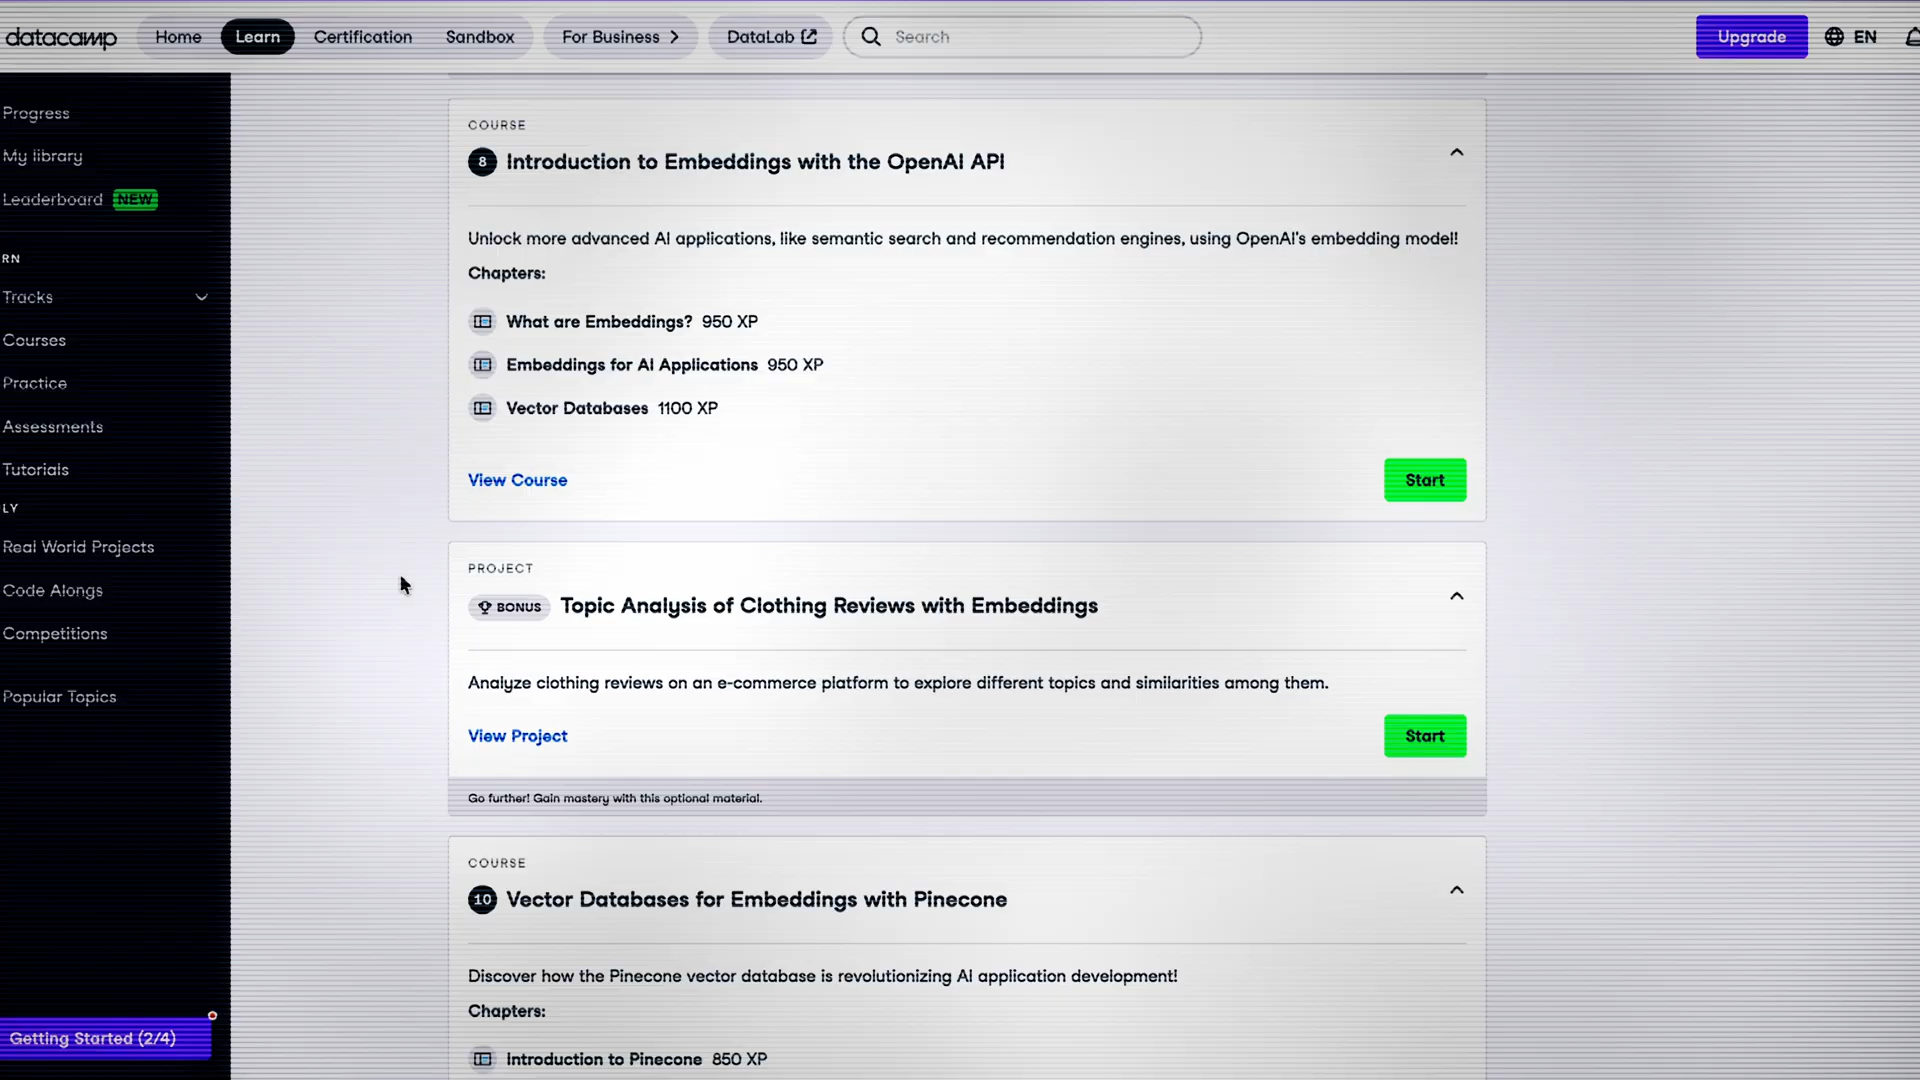 datacamp
Home
Learn
Certification
Sandbox
For Business
DataLab
Search
Upgrade
EN
Progress
My library
Leaderboard NEW
RN
Tracks
Courses
Practice
Assessments
Tutorials
LY
Real World Projects
Code Alongs
Competitions
Popular Topics
Getting Started (2/4)
COURSE
8 Introduction to Embeddings with the OpenAI API
Unlock more advanced AI applications, like semantic search and recommendation engines, using OpenAI's embedding model!
Chapters:
What are Embeddings? 950 XP
Embeddings for AI Applications 950 XP
Vector Databases 1100 XP
View Course
Start
PROJECT
BONUS Topic Analysis of Clothing Reviews with Embeddings
Analyze clothing reviews on an e-commerce platform to explore different topics and similarities among them.
View Project
Start
Go further! Gain mastery with this optional material.
COURSE
10 Vector Databases for Embeddings with Pinecone
Discover how the Pinecone vector database is revolutionizing AI application development!
Chapters:
Introduction to Pinecone 850 XP